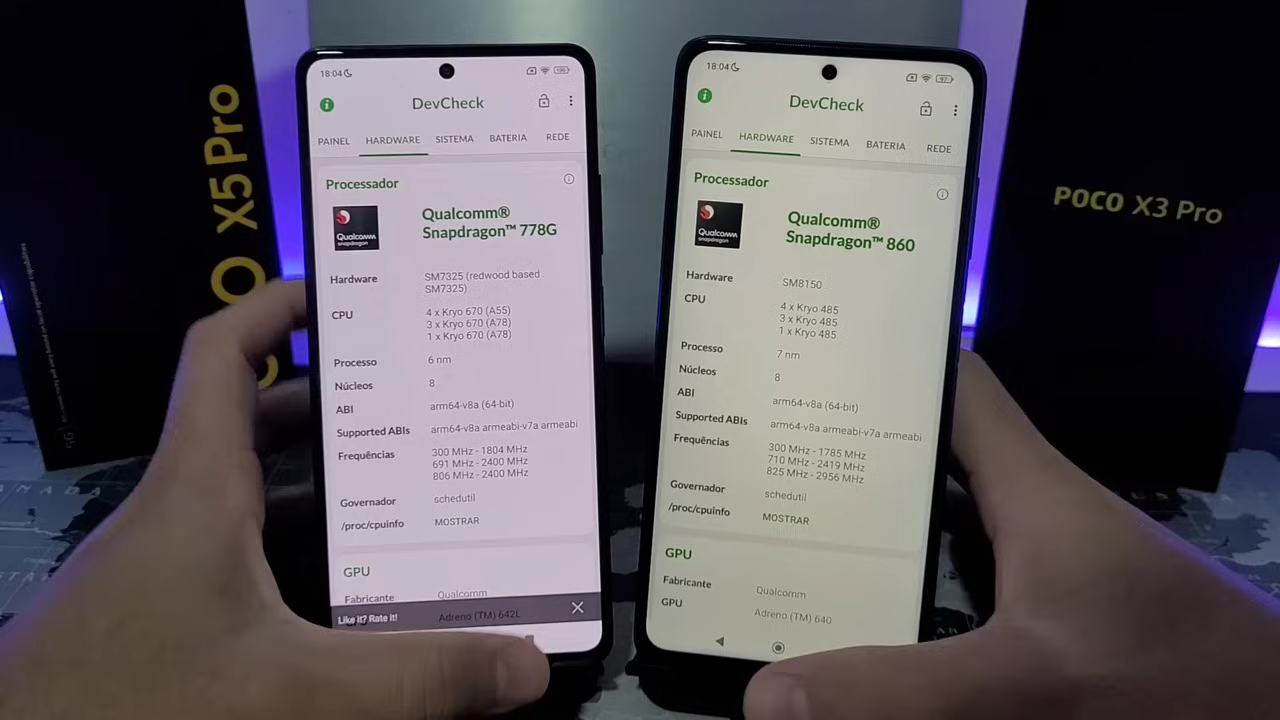 X5 Pro
5G
18:04
100
DevCheck
PAINEL HARDWARE SISTEMA BATERIA REDE
Processador
Qualcomm
snapdragon
Qualcomm®
Snapdragon™ 778G
Hardware SM7325 (redwood based
SM7325)
CPU 4 x Kryo 670 (A55)
3 x Kryo 670 (A78)
1 x Kryo 670 (A78)
Processo 6 nm
Núcleos 8
ABI arm64-v8a (64-bit)
Supported ABIs arm64-v8a armeabi-v7a armeabi
Frequências 300 MHz - 1804 MHz
691 MHz - 2400 MHz
806 MHz - 2400 MHz
Governador schedutil
/proc/cpuinfo MOSTRAR
GPU
Fabricante Qualcomm
Like it? Rate it!
Adreno (TM) 642L
18:04
97
DevCheck
PAINEL HARDWARE SISTEMA BATERIA REDE
Processador
Qualcomm
snapdragon
Qualcomm®
Snapdragon™ 860
Hardware SM8150
CPU 4 x Kryo 485
3 x Kryo 485
1 x Kryo 485
Processo 7 nm
Núcleos 8
ABI arm64-v8a (64-bit)
Supported ABIs arm64-v8a armeabi-v7a armeabi
Frequências 300 MHz - 1785 MHz
710 MHz - 2419 MHz
825 MHz - 2956 MHz
Governador schedutil
/proc/cpuinfo MOSTRAR
GPU
Fabricante Qualcomm
GPU Adreno (TM) 640
POCO X3 Pro